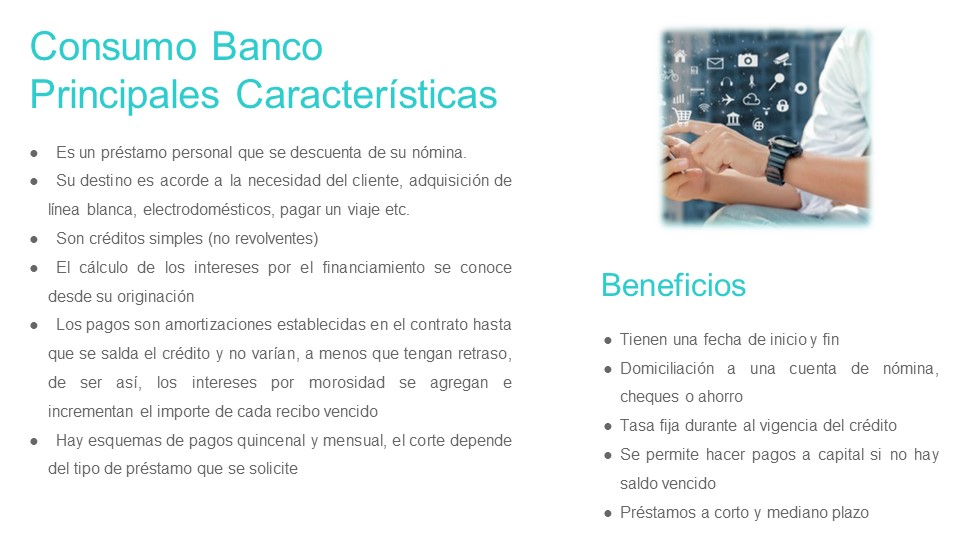 Consumo Banco
Principales Características
● Es un préstamo personal que se descuenta de su nómina.
● Su destino es acorde a la necesidad del cliente, adquisición de
línea blanca, electrodomésticos, pagar un viaje etc.
● Son créditos simples (no revolventes)
● El cálculo de los intereses por el financiamiento se conoce
desde su originación
● Los pagos son amortizaciones establecidas en el contrato hasta
que se salda el crédito y no varían, a menos que tengan retraso,
de ser así, los intereses por morosidad se agregan e
incrementan el importe de cada recibo vencido
● Hay esquemas de pagos quincenal y mensual, el corte depende
del tipo de préstamo que se solicite
Beneficios
● Tienen una fecha de inicio y fin
● Domiciliación a una cuenta de nómina,
cheques o ahorro
● Tasa fija durante al vigencia del crédito
● Se permite hacer pagos a capital si no hay
saldo vencido
● Préstamos a corto y mediano plazo